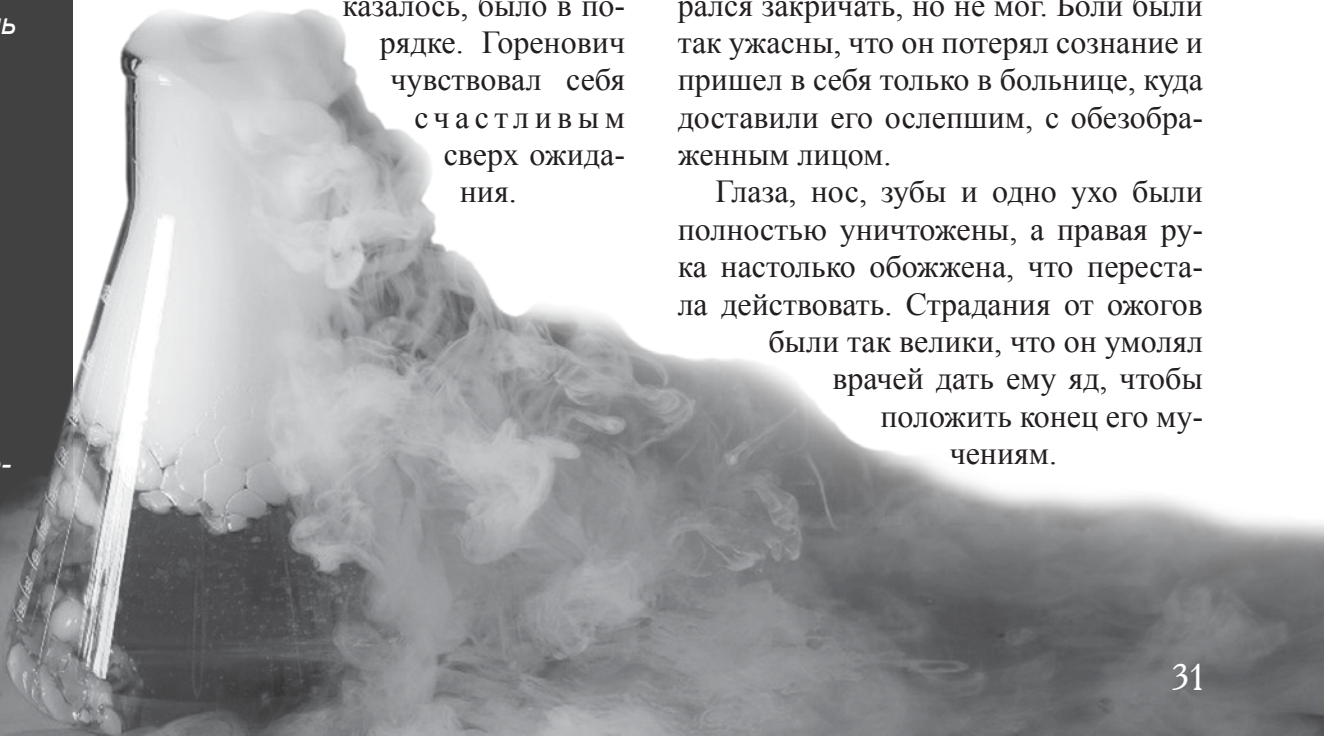 ь
казалось, было в по-
рядке. Горенович
чувствовал себя
счастливым
сверх ожида-
ния.
рался закричать, но не мог. Боли были
так ужасны, что он потерял сознание и
пришел в себя только в больнице, куда
доставили его ослепшим, с обезобра-
женным лицом.
Глаза, нос, зубы и одно ухо были
полностью уничтожены, а правая ру-
ка настолько обожжена, что переста-
ла действовать. Страдания от ожогов
были так велики, что он умолял
врачей дать ему яд, чтобы
положить конец его му-
чениям.
31